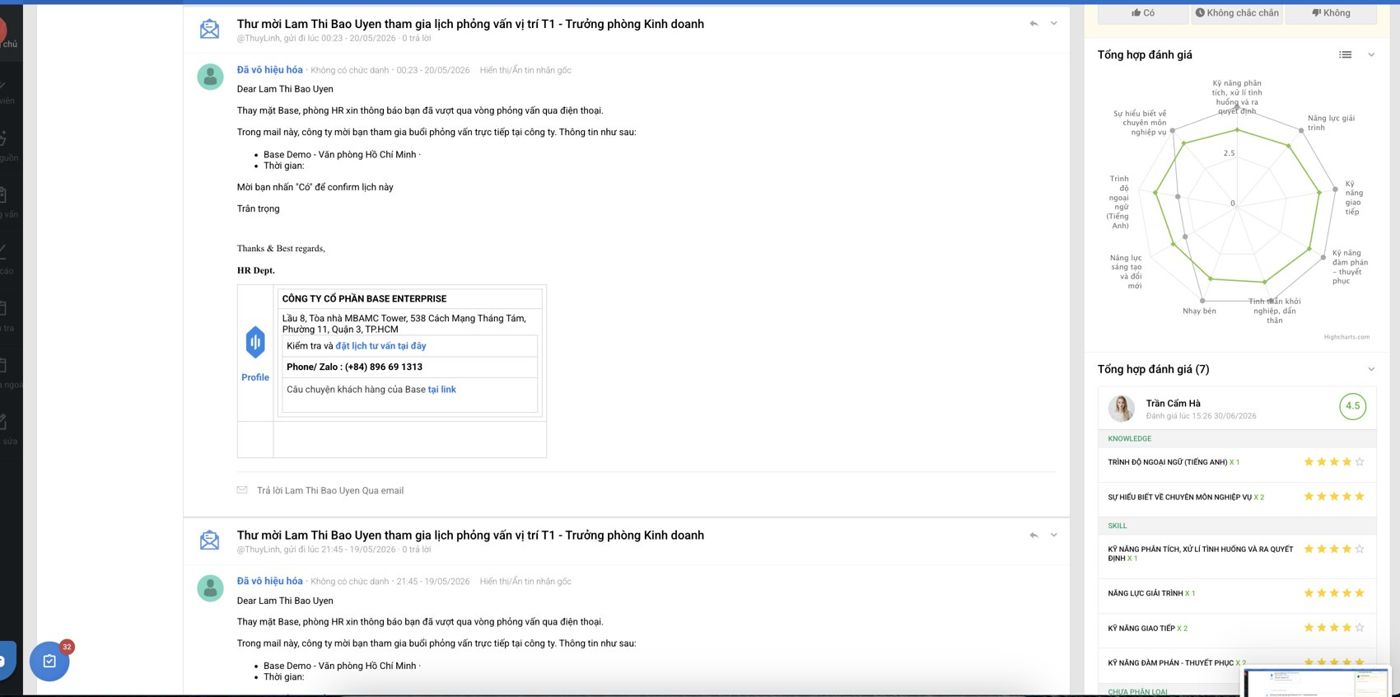 chủ
viên
guồn
g vấn
cáo
n tra
n ngoà
sửa
32
Thư mời Lam Thi Bao Uyen tham gia lịch phỏng vấn vị trí T1 - Trưởng phòng Kinh doanh
@ThuyLinh, gửi đi lúc 00:23 - 20/05/2026 · 0 trả lời
Đã vô hiệu hóa · Không có chức danh · 00:23 - 20/05/2026 Hiển thị/Ẩn tin nhắn gốc
Dear Lam Thi Bao Uyen
Thay mặt Base, phòng HR xin thông báo bạn đã vượt qua vòng phỏng vấn qua điện thoại.
Trong mail này, công ty mời bạn tham gia buổi phỏng vấn trực tiếp tại công ty. Thông tin như sau:
• Base Demo - Văn phòng Hồ Chí Minh ·
• Thời gian:
Mời bạn nhấn "Có" để confirm lịch này
Trân trọng
Thanks & Best regards,
HR Dept.
Profile
CÔNG TY CỔ PHẦN BASE ENTERPRISE
Lầu 8, Tòa nhà MBAMC Tower, 538 Cách Mạng Tháng Tám,
Phường 11, Quận 3, TP.HCM
Kiểm tra và đặt lịch tư vấn tại đây
Phone/ Zalo : (+84) 896 69 1313
Câu chuyện khách hàng của Base tại link
Trả lời Lam Thi Bao Uyen Qua email
Thư mời Lam Thi Bao Uyen tham gia lịch phỏng vấn vị trí T1 - Trưởng phòng Kinh doanh
@ThuyLinh, gửi đi lúc 21:45 - 19/05/2026 · 0 trả lời
Đã vô hiệu hóa · Không có chức danh · 21:45 - 19/05/2026 Hiển thị/Ẩn tin nhắn gốc
Dear Lam Thi Bao Uyen
Thay mặt Base, phòng HR xin thông báo bạn đã vượt qua vòng phỏng vấn qua điện thoại.
Trong mail này, công ty mời bạn tham gia buổi phỏng vấn trực tiếp tại công ty. Thông tin như sau:
• Base Demo - Văn phòng Hồ Chí Minh ·
• Thời gian:
Có Không chắc chắn Không
Tổng hợp đánh giá
Kỹ năng phân
tích, xử lí tình
huống và ra
quyết định
Năng lực giải
trình
Kỹ
năng
giao
tiếp
Kỹ năng
đàm phán
– thuyết
phục
Tinh thần khởi
nghiệp, dấn
thân
Nhạy bén
Năng lực
sáng tạo
và đổi
mới
Trình
độ
ngoại
ngữ
(Tiếng
Anh)
Sự hiểu biết về
chuyên môn
nghiệp vụ
2.5
0
Highcharts.com
Tổng hợp đánh giá (7)
Trần Cẩm Hà
Đánh giá lúc 15:26 30/06/2026
4.5
KNOWLEDGE
TRÌNH ĐỘ NGOẠI NGỮ (TIẾNG ANH) X 1
SỰ HIỂU BIẾT VỀ CHUYÊN MÔN NGHIỆP VỤ X 2
SKILL
KỸ NĂNG PHÂN TÍCH, XỬ LÍ TÌNH HUỐNG VÀ RA QUYẾT
ĐỊNH X 1
NĂNG LỰC GIẢI TRÌNH X 1
KỸ NĂNG GIAO TIẾP X 2
KỸ NĂNG ĐÀM PHÁN - THUYẾT PHỤC X 2
CHƯA PHÂN LOẠI